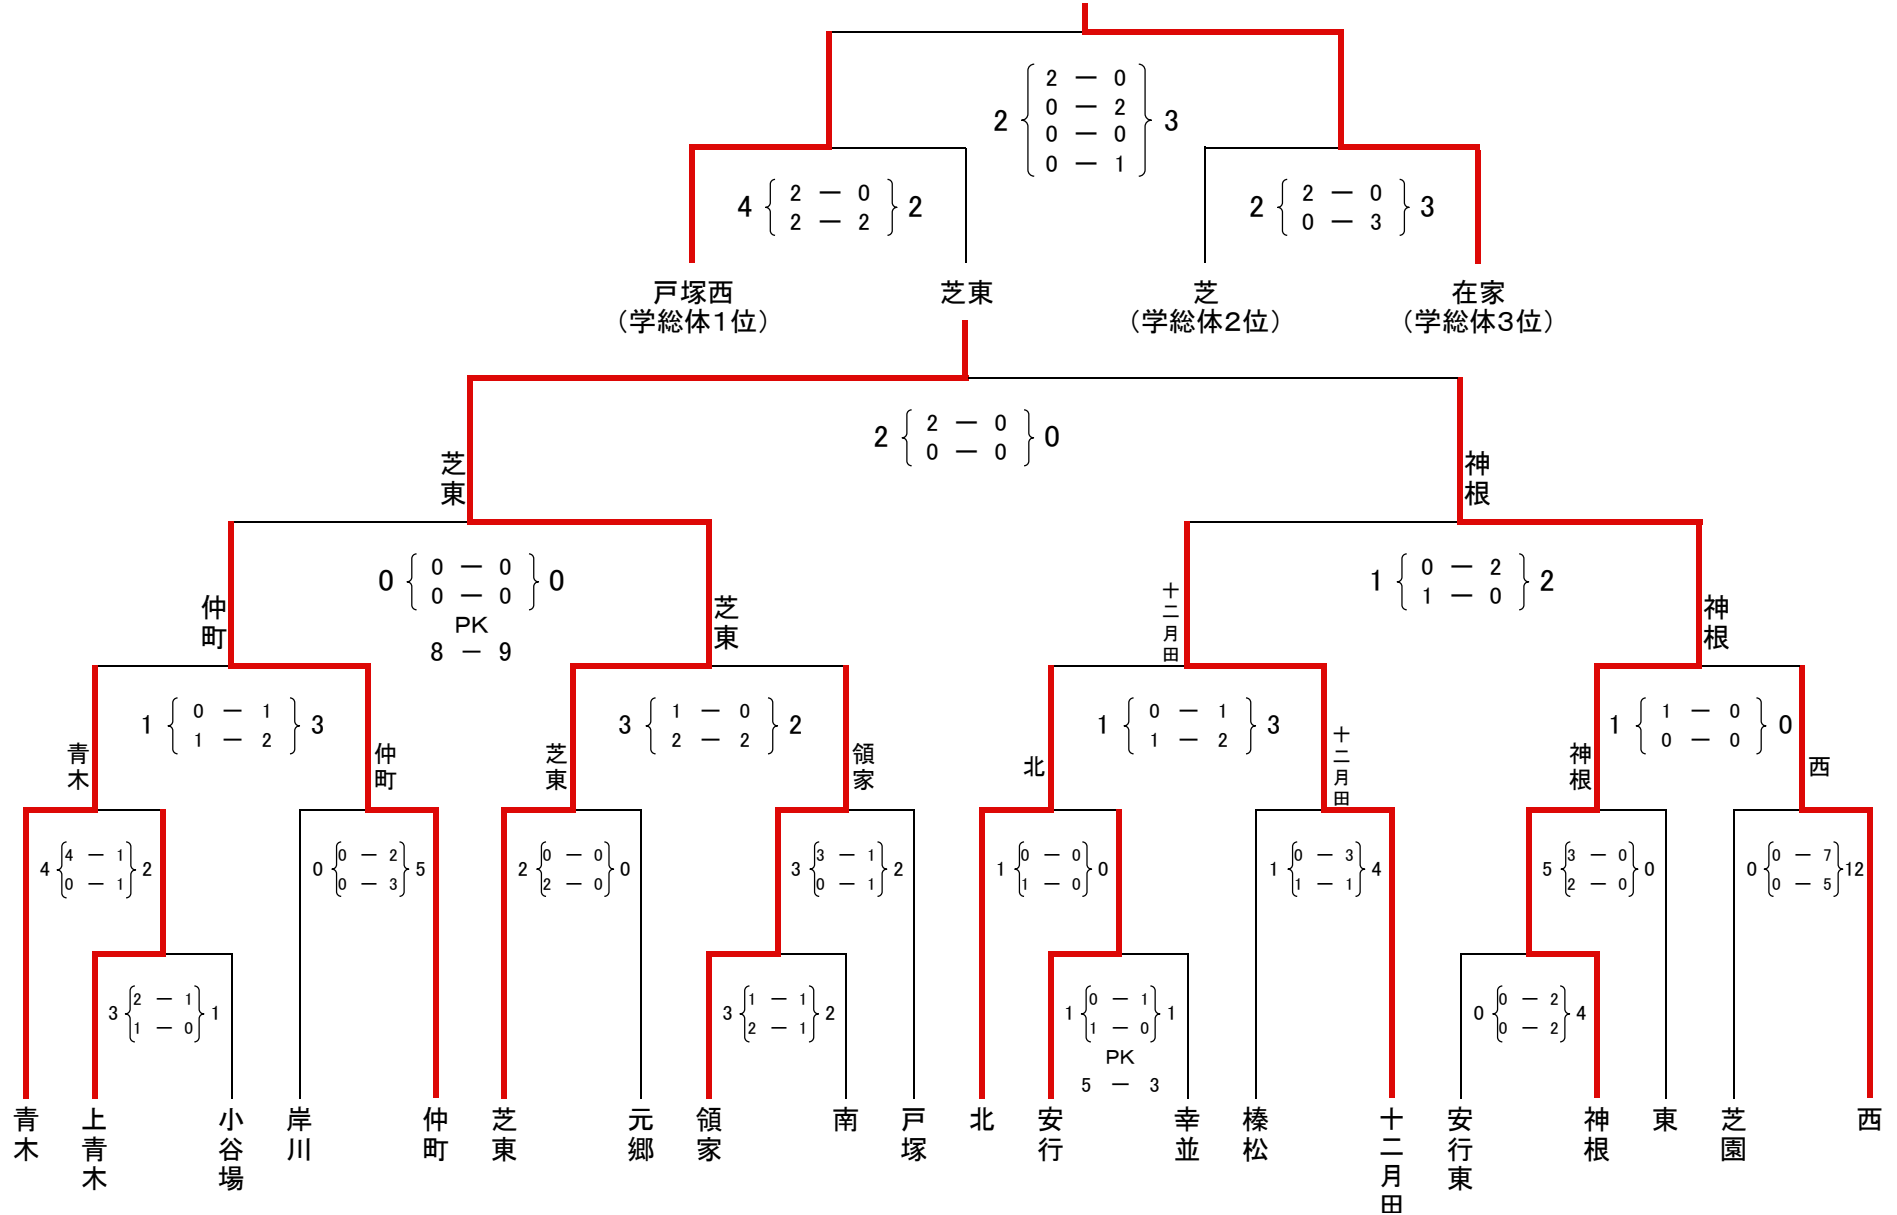 2 — 0
0 — 2
2 3
0 — 0
0 — 1
4 2 — 0 2
2 — 2
2 2 — 0 3
0 — 3
戸塚西 芝東 芝 在家
（学総体１位） （学総体２位） （学総体３位）
2 2 — 0 0
0 — 0
芝東
神根
0 0 — 0 0
0 — 0
PK
8 — 9
1 0 — 2 2
1 — 0
仲町
芝東
十二月田
神根
1 0 — 1 3
1 — 2
3 1 — 0 2
2 — 2
1 0 — 1 3
1 — 2
1 1 — 0 0
0 — 0
青木
仲町
芝東
領家
北
十二月田
神根
西
4 4 — 1 2
0 — 1
0 0 — 2 5
0 — 3
2 0 — 0 0
2 — 0
3 3 — 1 2
0 — 1
1 0 — 0 0
1 — 0
1 0 — 3 4
1 — 1
5 3 — 0 0
2 — 0
0 0 — 7 12
0 — 5
3 2 — 1 1
1 — 0
3 1 — 1 2
2 — 1
1 0 — 1 1
1 — 0
PK
5 — 3
0 0 — 2 4
0 — 2
青木
上青木
小谷場
岸川
仲町
芝東
元郷
領家
南
戸塚
北
安行
幸並
榛松
十二月田
安行東
神根
東
芝園
西